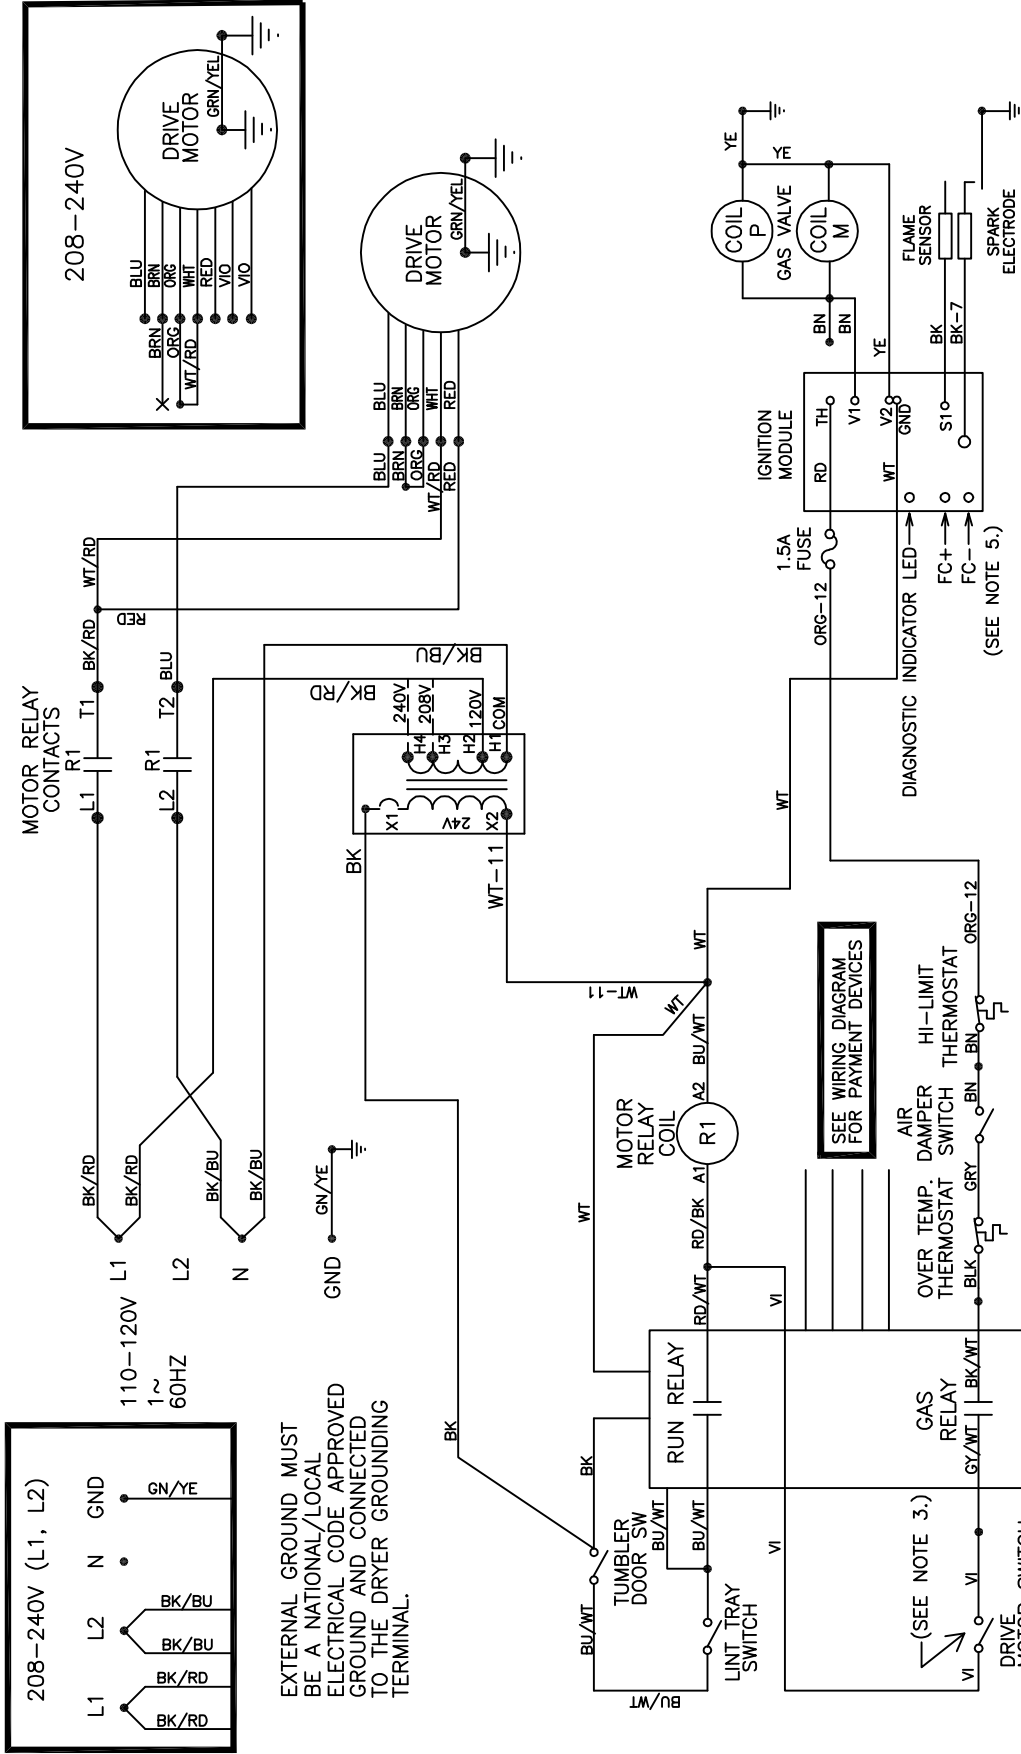 208-240V
DRIVE
MOTOR
GRN/YEL
BLU
BRN
ORG
WHT
RED
VIO
VIO
BRN
ORG
WT/RD
DRIVE
MOTOR
GRN/YEL
BLU
BRN
ORG
WHT
RED
BLU
BRN
ORG
WT/RD
RED
MOTOR RELAY
CONTACTS
R1
L1
T1
BK/RD
WT/RD
RED
R1
L2
T2
BLU
BK/BU
BK/RD
240V
208V
120V
COM
H4
H3
H2
H1
X1
24V
X2
BK
WT-11
WT-11
BK/RD
BK/RD
BK/BU
BK/BU
GN/YE
L1
L2
N
GND
110-120V
1~
60HZ
208-240V (L1, L2)
L1
L2
N
GND
BK/RD
BK/RD
BK/BU
BK/BU
GN/YE
EXTERNAL GROUND MUST
BE A NATIONAL/LOCAL
ELECTRICAL CODE APPROVED
GROUND AND CONNECTED
TO THE DRYER GROUNDING
TERMINAL.
YE
YE
COIL
P
GAS VALVE
COIL
M
BN
BN
YE
FLAME
SENSOR
SPARK
ELECTRODE
BK
BK-7
IGNITION
MODULE
TH
V1
V2
GND
S1
RD
WT
1.5A
FUSE
ORG-12
DIAGNOSTIC INDICATOR LED
FC+
FC-
(SEE NOTE 5.)
WT
WT
WT
WT
BU/WT
A2
MOTOR
RELAY
COIL
R1
A1
RD/BK
RD/WT
VI
SEE WIRING DIAGRAM
FOR PAYMENT DEVICES
ORG-12
HI-LIMIT
THERMOSTAT
BN
BN
AIR
DAMPER
SWITCH
GRY
OVER TEMP.
THERMOSTAT
BLK
BK
BK
RUN RELAY
GAS
RELAY
BK/WT
GY/WT
TUMBLER
DOOR SW
BU/WT
BU/WT
BU/WT
BU/WT
LINT TRAY
SWITCH
VI
(SEE NOTE 3.)
VI
VI
DRIVE